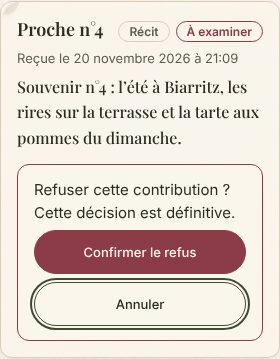 Proche n°4 Récit À examiner
Reçue le 20 novembre 2026 à 21:09
Souvenir n°4 : l’été à Biarritz, les
rires sur la terrasse et la tarte aux
pommes du dimanche.
Refuser cette contribution ?
Cette décision est définitive.
Confirmer le refus
Annuler